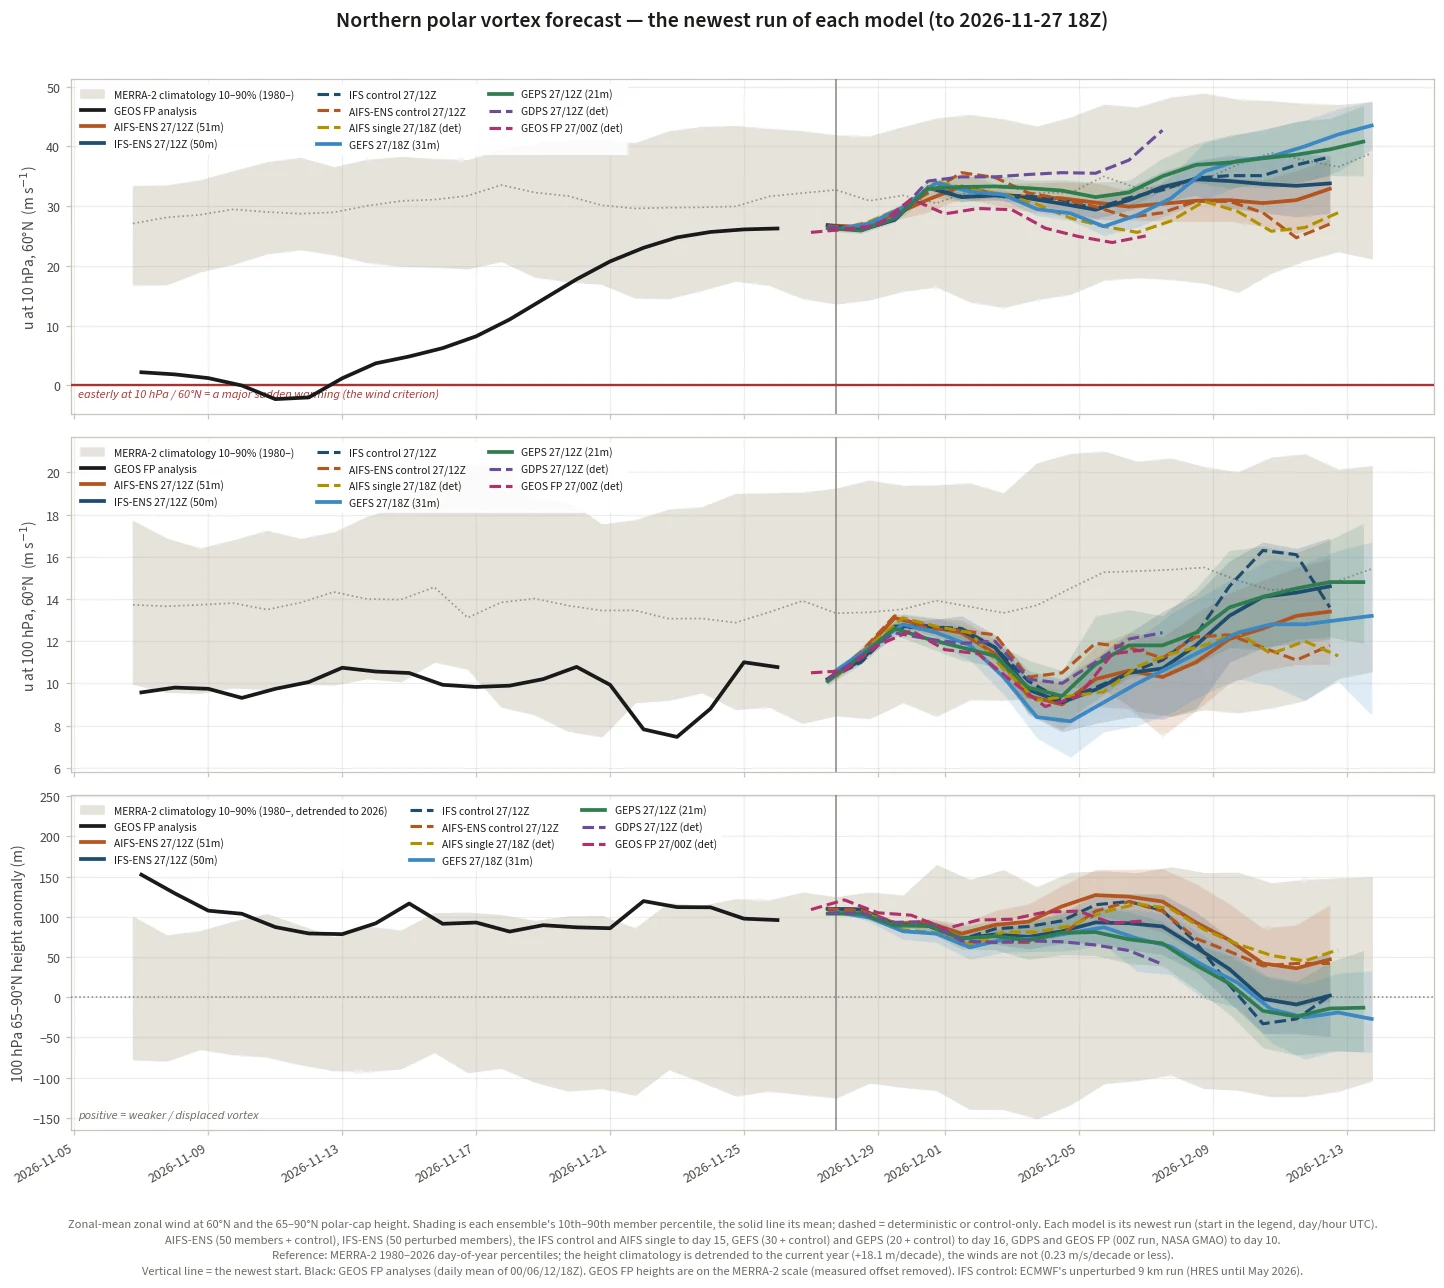 Northern polar vortex forecast — the newest run of each model (to 2026-11-27 18Z)
u at 10 hPa, 60°N (m s⁻¹)
50
40
30
20
10
0
MERRA-2 climatology 10–90% (1980–)
GEOS FP analysis
AIFS-ENS 27/12Z (51m)
IFS-ENS 27/12Z (50m)
IFS control 27/12Z
AIFS-ENS control 27/12Z
AIFS single 27/18Z (det)
GEFS 27/18Z (31m)
GEPS 27/12Z (21m)
GDPS 27/12Z (det)
GEOS FP 27/00Z (det)
easterly at 10 hPa / 60°N = a major sudden warming (the wind criterion)
u at 100 hPa, 60°N (m s⁻¹)
20
18
16
14
12
10
8
6
MERRA-2 climatology 10–90% (1980–)
GEOS FP analysis
AIFS-ENS 27/12Z (51m)
IFS-ENS 27/12Z (50m)
IFS control 27/12Z
AIFS-ENS control 27/12Z
AIFS single 27/18Z (det)
GEFS 27/18Z (31m)
GEPS 27/12Z (21m)
GDPS 27/12Z (det)
GEOS FP 27/00Z (det)
100 hPa 65–90°N height anomaly (m)
250
200
150
100
50
0
−50
−100
−150
MERRA-2 climatology 10–90% (1980–, detrended to 2026)
GEOS FP analysis
AIFS-ENS 27/12Z (51m)
IFS-ENS 27/12Z (50m)
IFS control 27/12Z
AIFS-ENS control 27/12Z
AIFS single 27/18Z (det)
GEFS 27/18Z (31m)
GEPS 27/12Z (21m)
GDPS 27/12Z (det)
GEOS FP 27/00Z (det)
positive = weaker / displaced vortex
2026-11-05
2026-11-09
2026-11-13
2026-11-17
2026-11-21
2026-11-25
2026-11-29
2026-12-01
2026-12-05
2026-12-09
2026-12-13
Zonal-mean zonal wind at 60°N and the 65–90°N polar-cap height. Shading is each ensemble's 10th–90th member percentile, the solid line its mean; dashed = deterministic or control-only. Each model is its newest run (start in the legend, day/hour UTC).
AIFS-ENS (50 members + control), IFS-ENS (50 perturbed members), the IFS control and AIFS single to day 15, GEFS (30 + control) and GEPS (20 + control) to day 16, GDPS and GEOS FP (00Z run, NASA GMAO) to day 10.
Reference: MERRA-2 1980–2026 day-of-year percentiles; the height climatology is detrended to the current year (+18.1 m/decade), the winds are not (0.23 m/s/decade or less).
Vertical line = the newest start. Black: GEOS FP analyses (daily mean of 00/06/12/18Z). GEOS FP heights are on the MERRA-2 scale (measured offset removed). IFS control: ECMWF's unperturbed 9 km run (HRES until May 2026).